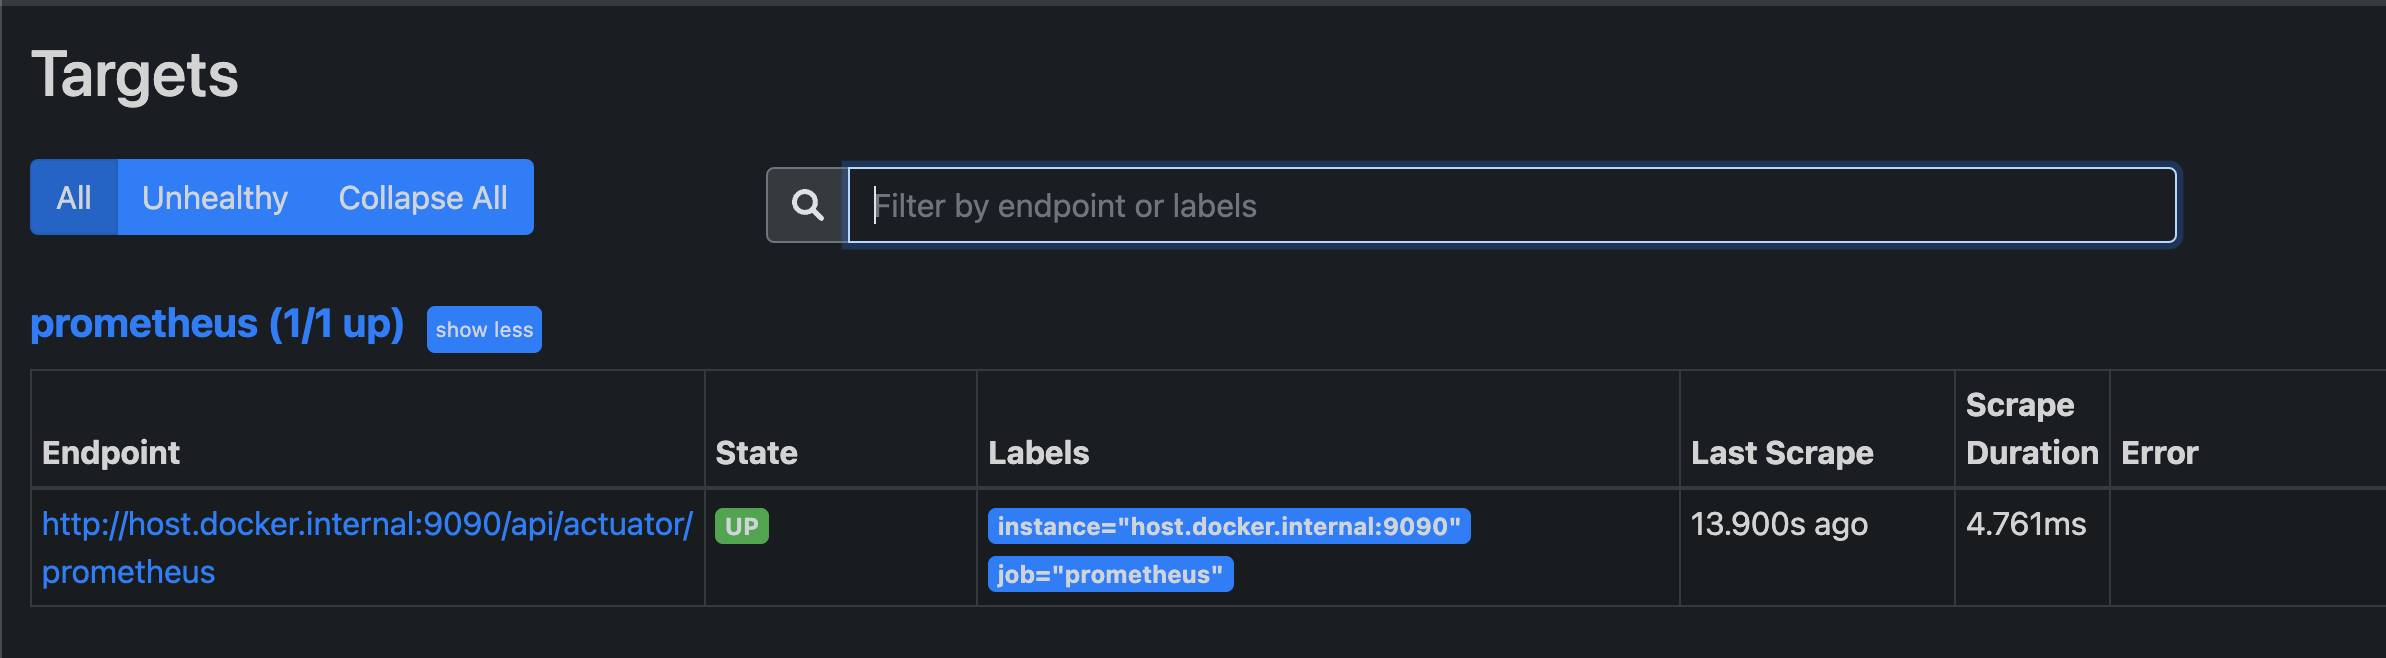 Targets
All Unhealthy Collapse All
Filter by endpoint or labels
prometheus (1/1 up) show less
Endpoint State Labels Last Scrape Scrape Duration Error
http://host.docker.internal:9090/api/actuator/
prometheus
UP
instance="host.docker.internal:9090"
job="prometheus"
13.900s ago
4.761ms